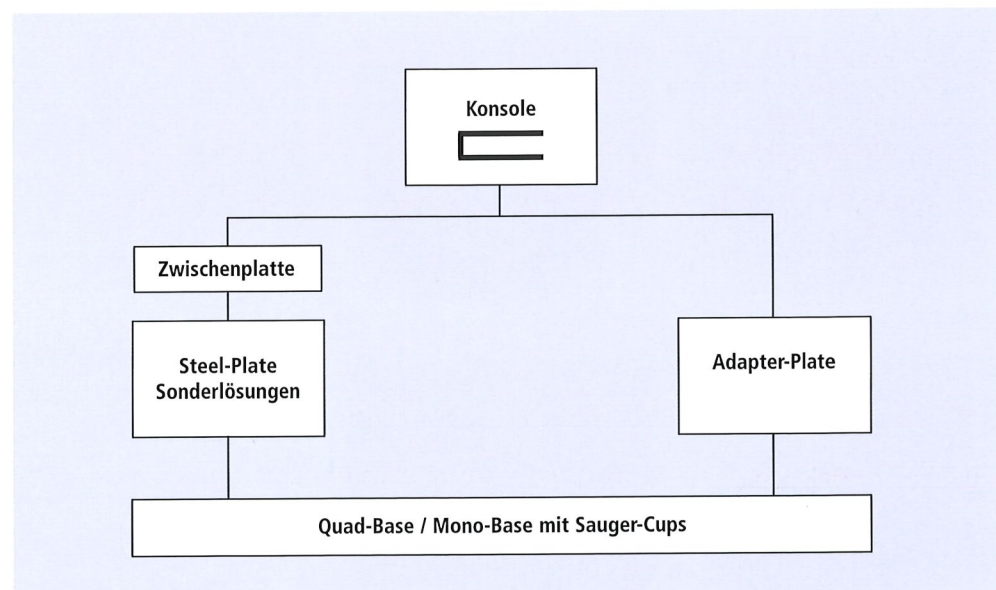 Konsole
Zwischenplatte
Steel-Plate
Sonderlösungen
Adapter-Plate
Quad-Base / Mono-Base mit Sauger-Cups